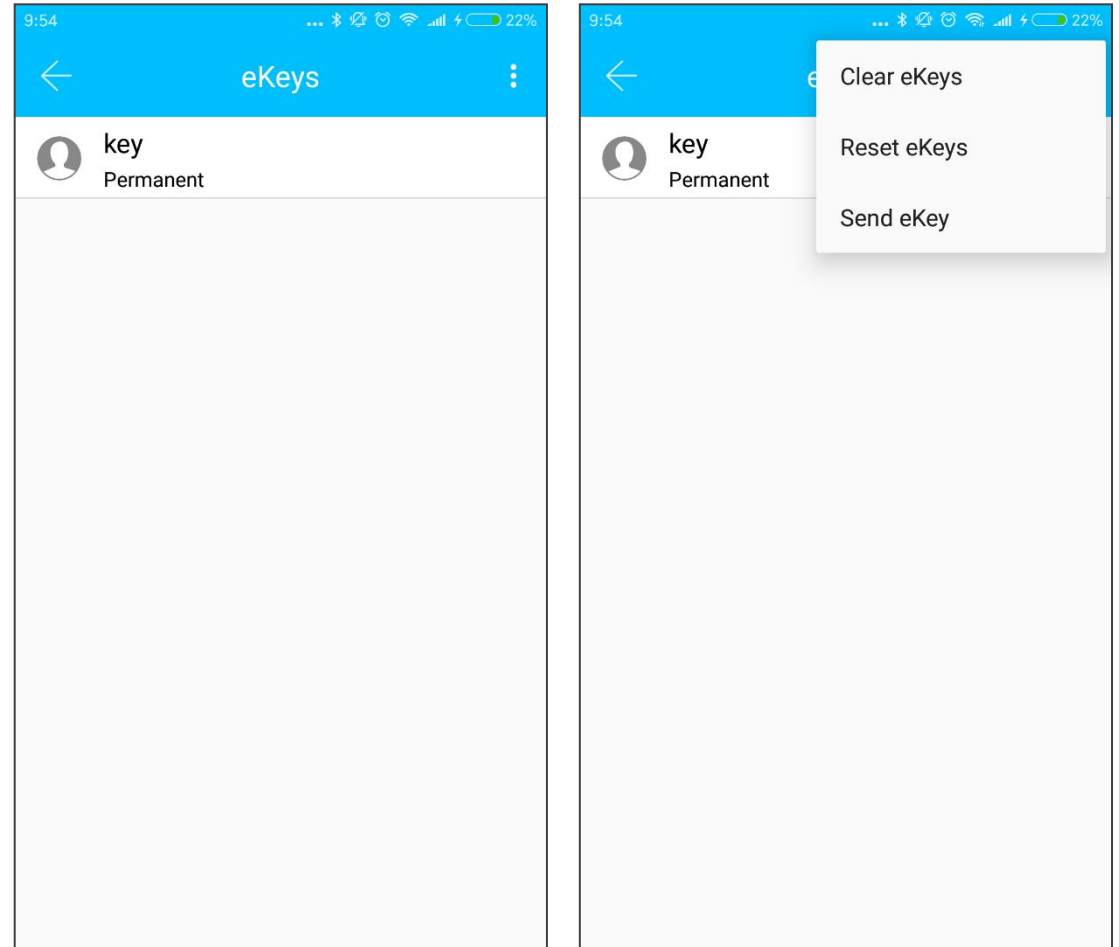 9:54 ... 22%
eKeys
key
Permanent
9:54 ... 22%
e
Clear eKeys
key
Reset eKeys
Permanent
Send eKey